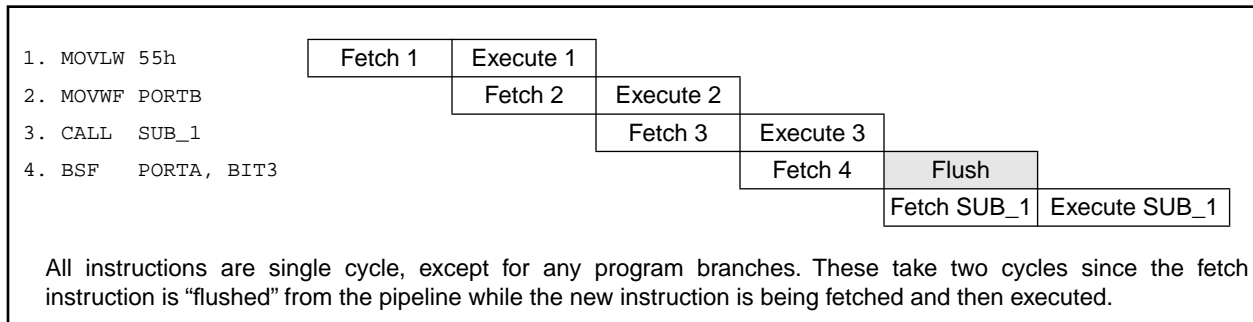 1. MOVLW 55h Fetch 1 Execute 1
2. MOVWF PORTB Fetch 2 Execute 2
3. CALL SUB_1 Fetch 3 Execute 3
4. BSF PORTA, BIT3 Fetch 4 Flush
Fetch SUB_1 Execute SUB_1
All instructions are single cycle, except for any program branches. These take two cycles since the fetch
instruction is “flushed” from the pipeline while the new instruction is being fetched and then executed.